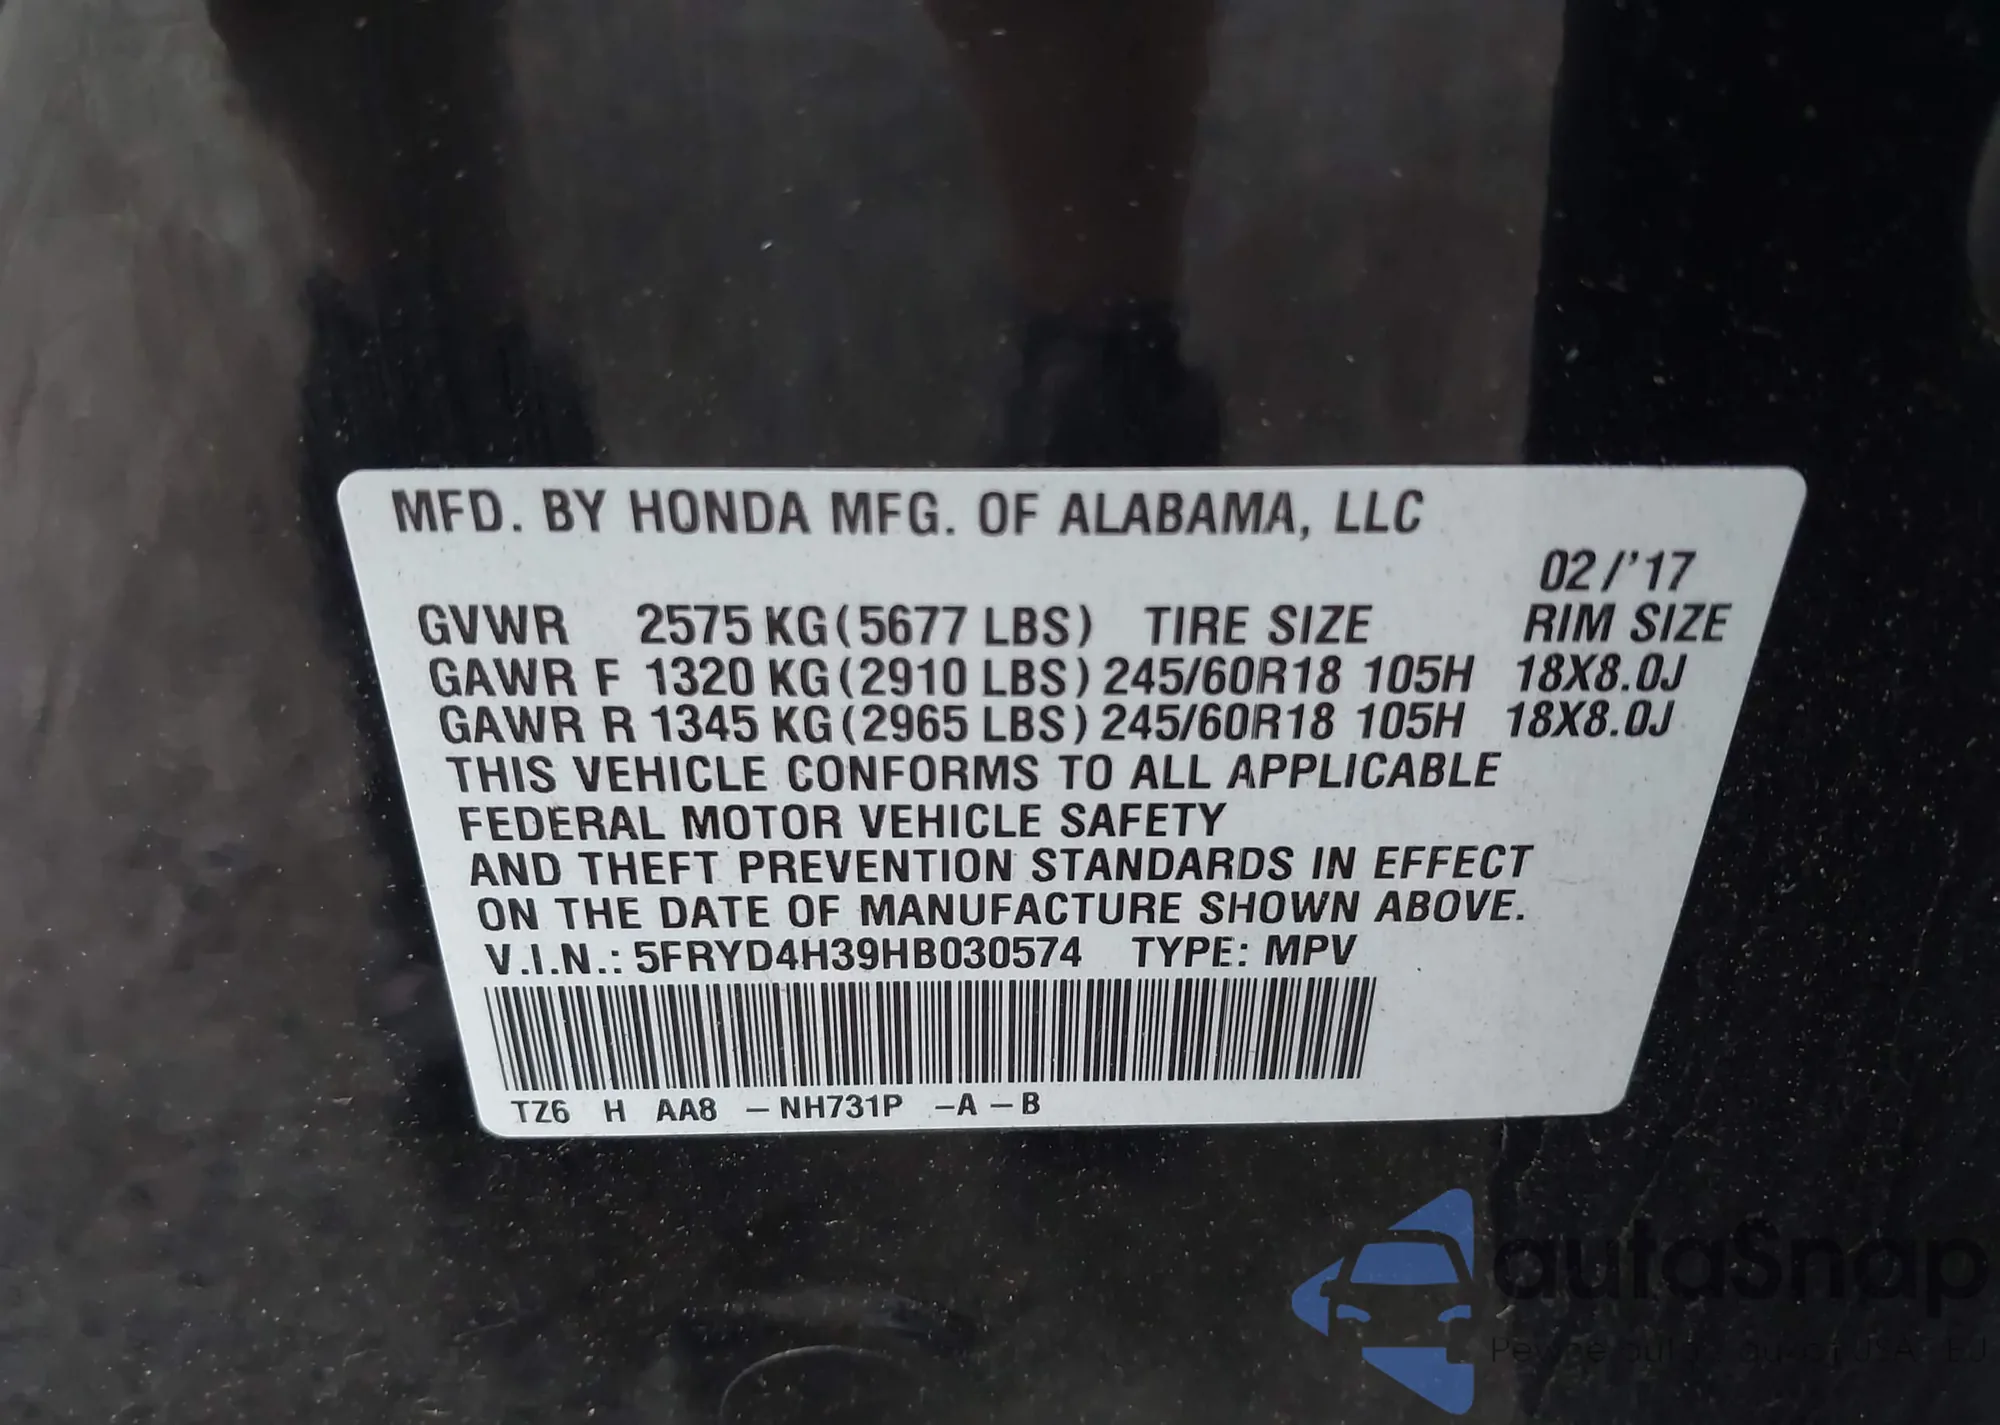 MFD. BY HONDA MFG. OF ALABAMA, LLC
02/'17
GVWR 2575 KG (5677 LBS) TIRE SIZE RIM SIZE
GAWR F 1320 KG (2910 LBS) 245/60R18 105H 18X8.0J
GAWR R 1345 KG (2965 LBS) 245/60R18 105H 18X8.0J
THIS VEHICLE CONFORMS TO ALL APPLICABLE
FEDERAL MOTOR VEHICLE SAFETY
AND THEFT PREVENTION STANDARDS IN EFFECT
ON THE DATE OF MANUFACTURE SHOWN ABOVE.
V.I.N.: 5FRYD4H39HB030574 TYPE: MPV
TZ6 H AA8 – NH731P –A – B
autaSnap